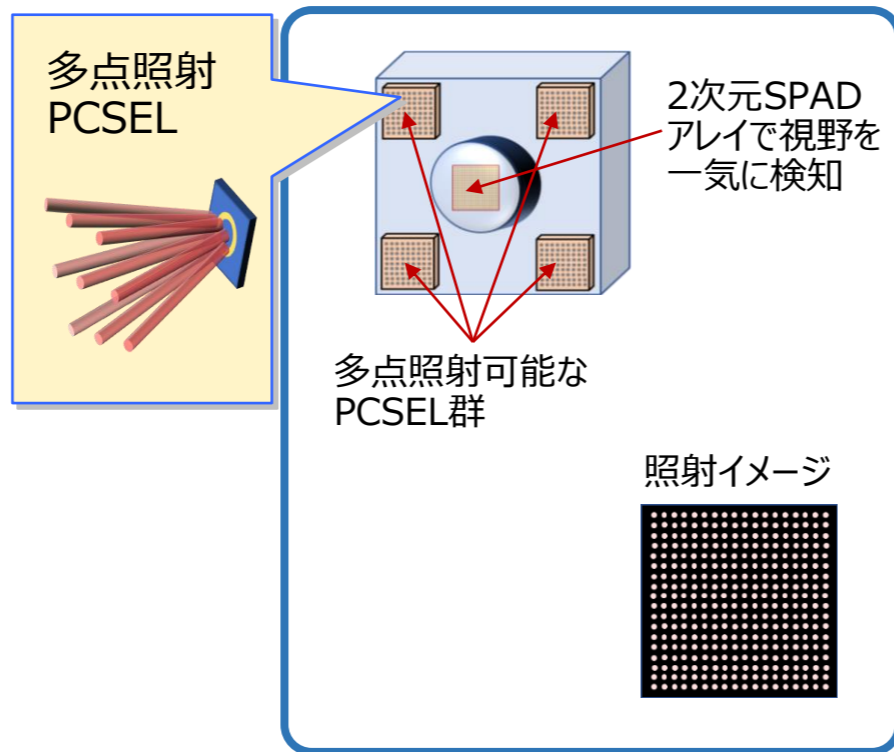 多点照射
PCSEL
2次元SPAD
アレイで視野を
一気に検知
多点照射可能な
PCSEL群
照射イメージ